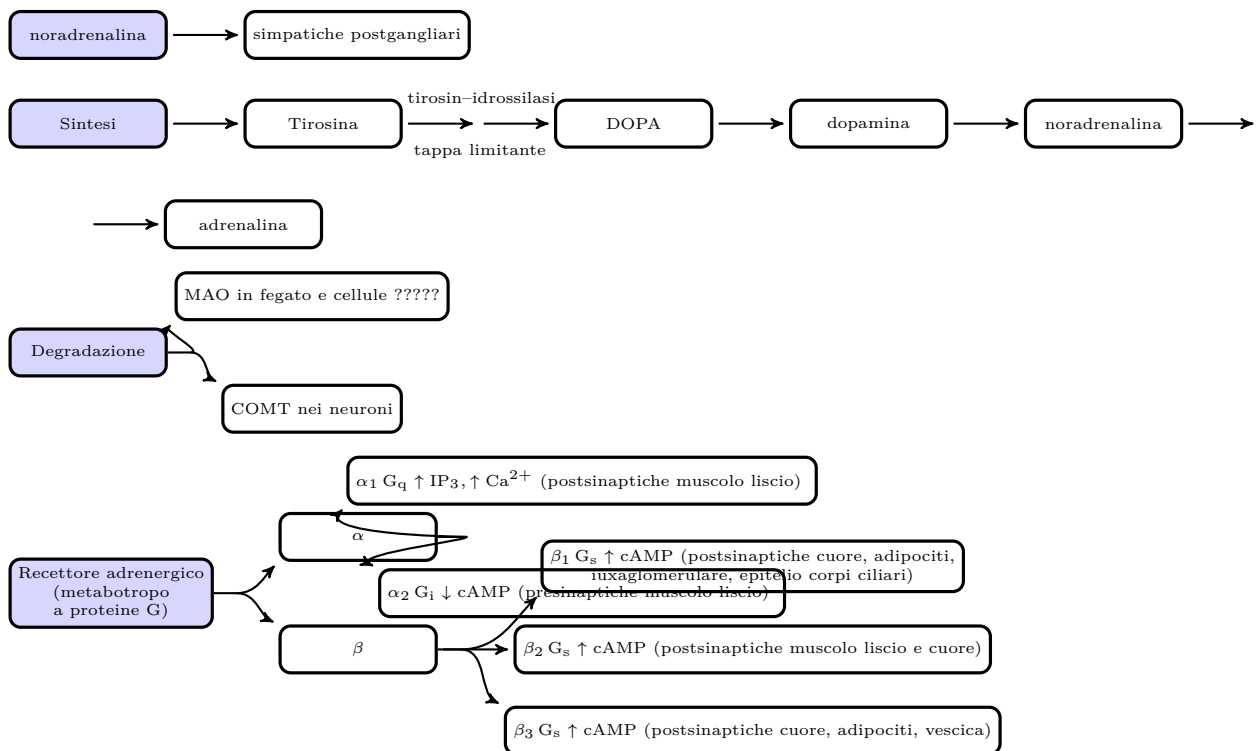 noradrenalina
simpatiche postgangliari
Sintesi
Tirosina
tirosin–idrossilasi
tappa limitante
DOPA
dopamina
noradrenalina
adrenalina
MAO in fegato e cellule ?????
Degradazione
COMT nei neuroni
α₁ G_q ↑ IP₃, ↑ Ca²⁺ (postsinaptiche muscolo liscio)
α
β₁ Gₛ ↑ cAMP (postsinaptiche cuore, adipociti,
iuxaglomerulare, epitelio corpi ciliari)
Recettore adrenergico
(metabotropo
a proteine G)
α₂ Gᵢ ↓ cAMP (presinaptiche muscolo liscio)
β
β₂ Gₛ ↑ cAMP (postsinaptiche muscolo liscio e cuore)
β₃ Gₛ ↑ cAMP (postsinaptiche cuore, adipociti, vescica)